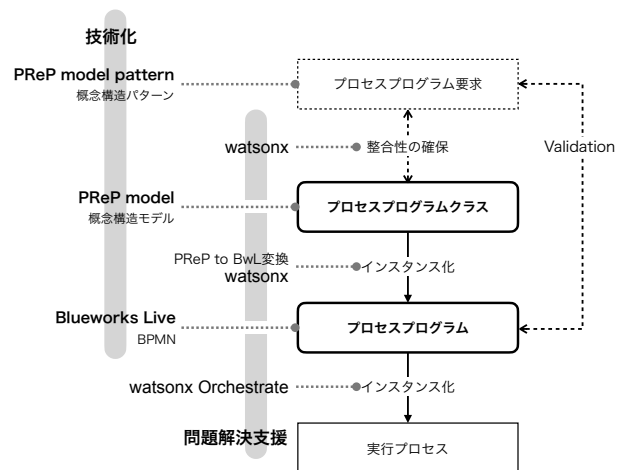 技術化
PReP model pattern
概念構造パターン
プロセスプログラム要求
watsonx
整合性の確保
Validation
PReP model
概念構造モデル
プロセスプログラムクラス
PReP to BwL変換
watsonx
インスタンス化
Blueworks Live
BPMN
プロセスプログラム
watsonx Orchestrate
インスタンス化
問題解決支援
実行プロセス